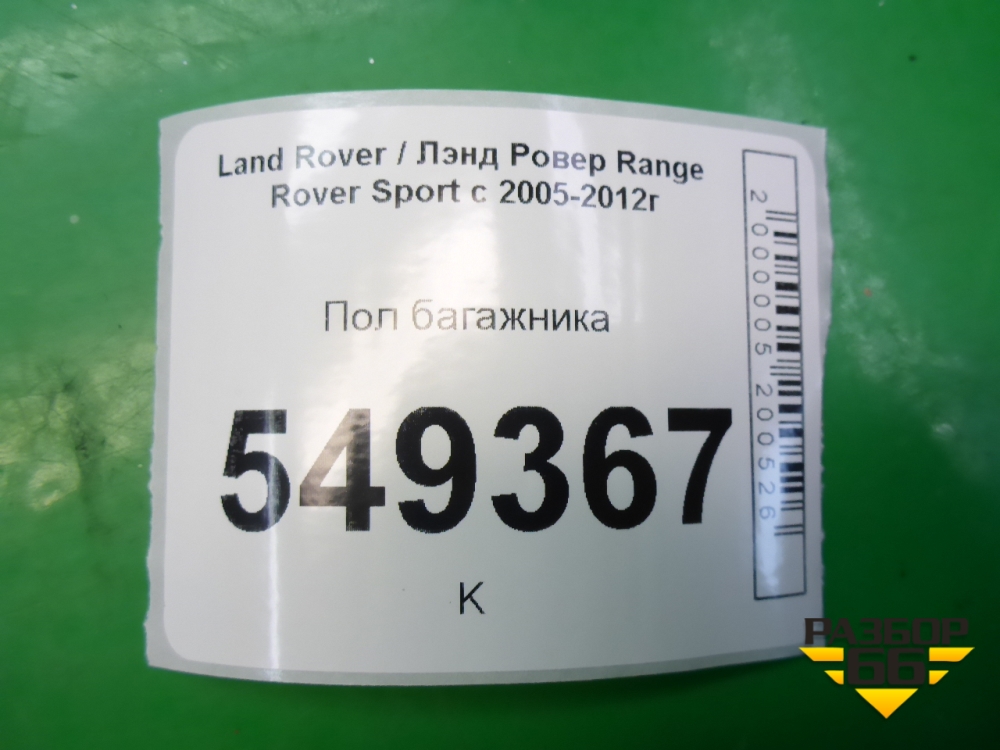 Land Rover / Лэнд Ровер Range
Rover Sport с 2005-2012г
Пол багажника
549367
К
2000005200526
РАЗБОР
66